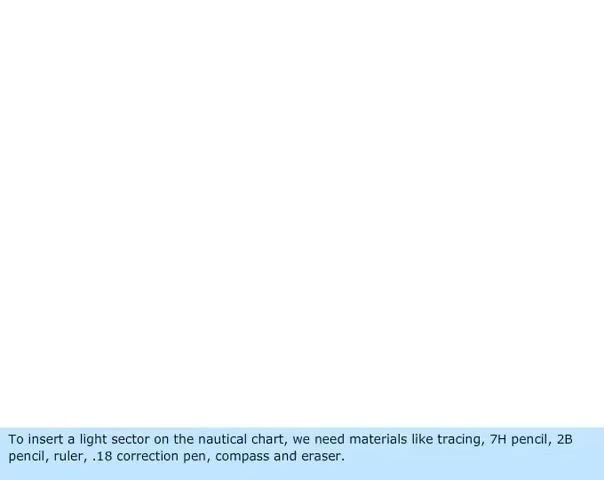 To insert a light sector on the nautical chart, we need materials like tracing, 7H pencil, 2B
pencil, ruler, .18 correction pen, compass and eraser.